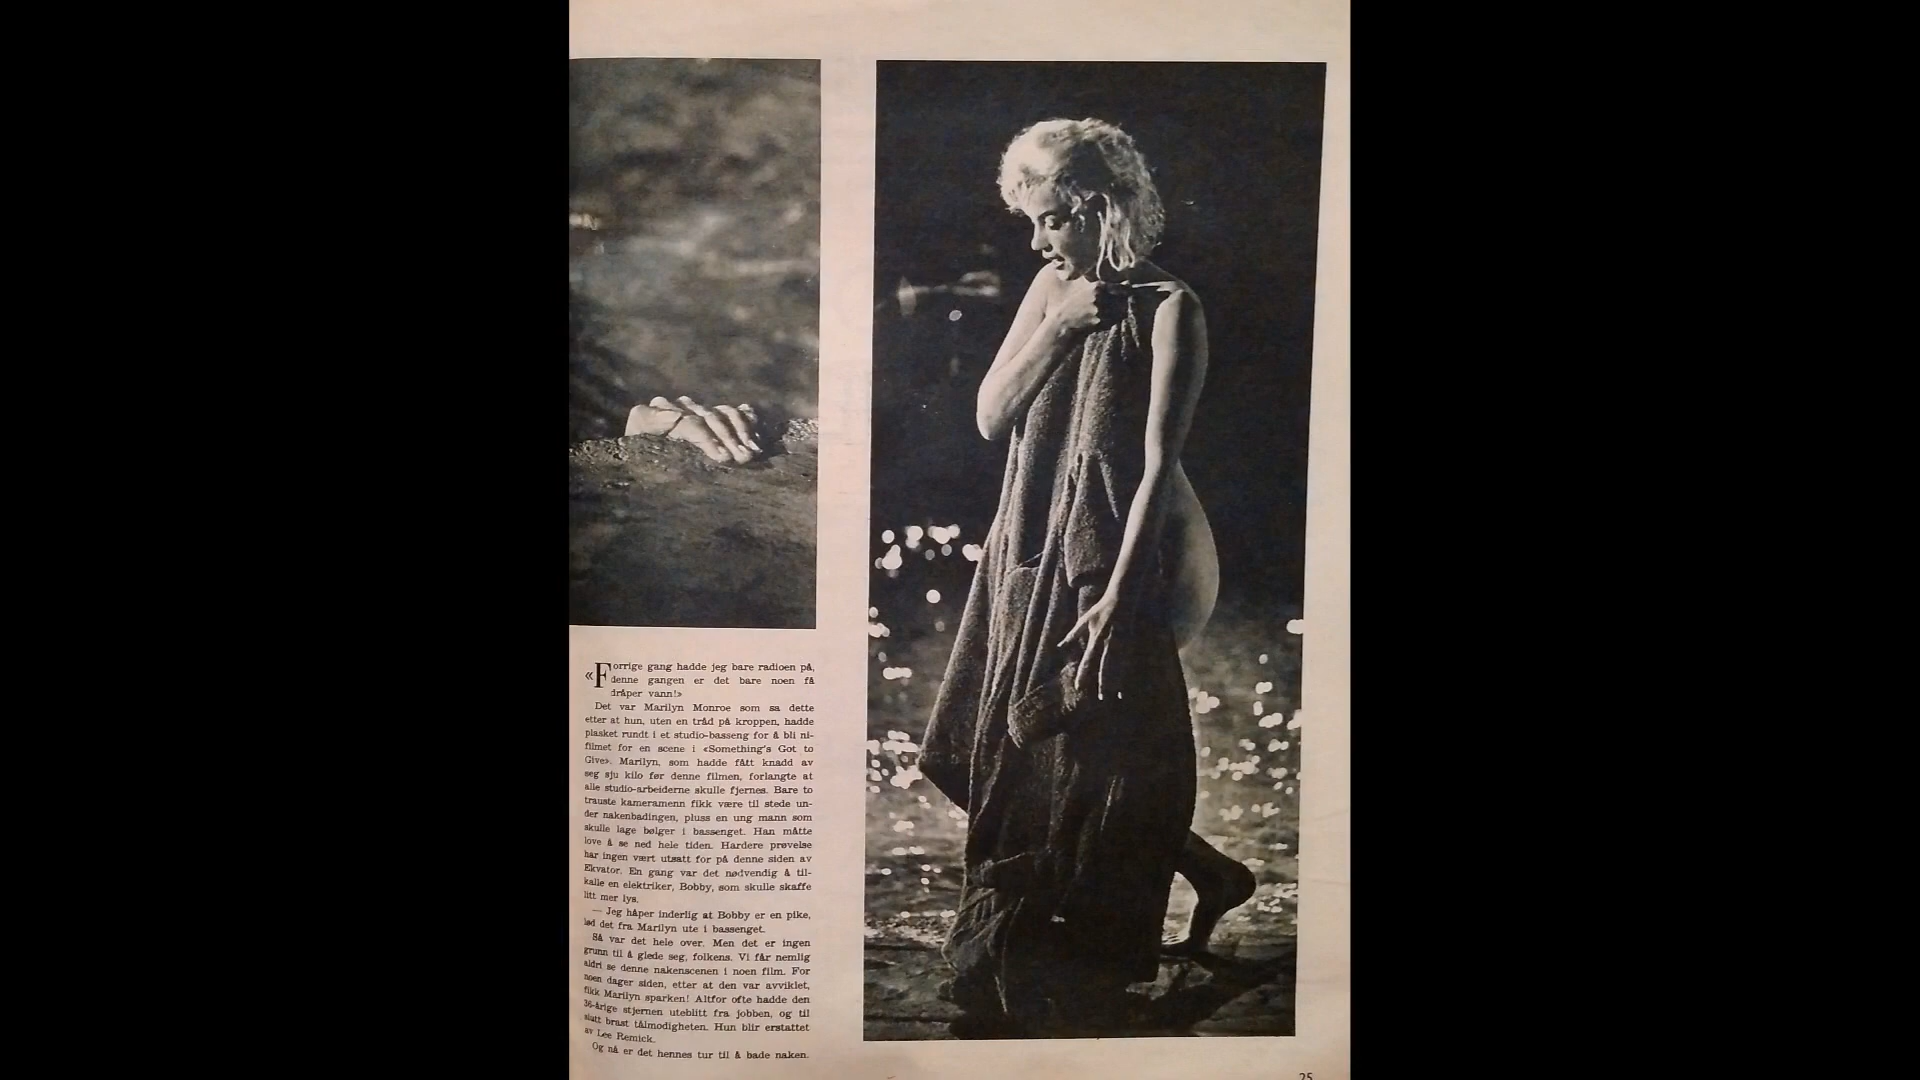 «Forrige gang hadde jeg bare radioen på,
denne gangen er det bare noen få
dråper vann!»
Det var Marilyn Monroe som sa dette
etter at hun, uten en tråd på kroppen, hadde
plasket rundt i et studio-basseng for å bli ni-
filmet for en scene i «Something's Got to
Give». Marilyn, som hadde fått knadd av
seg sju kilo før denne filmen, forlangte at
alle studio-arbeiderne skulle fjernes. Bare to
trauste kameramenn fikk være til stede un-
der nakenbadingen, pluss en ung mann som
skulle lage bølger i bassenget. Han måtte
love å se ned hele tiden. Hardere prøvelse
har ingen vært utsatt for på denne siden av
Ekvator. En gang var det nødvendig å til-
kalle en elektriker, Bobby, som skulle skaffe
litt mer lys.
— Jeg håper inderlig at Bobby er en pike,
lød det fra Marilyn ute i bassenget.
Så var det hele over. Men det er ingen
grunn til å glede seg, folkens. Vi får nemlig
aldri se denne nakenscenen i noen film. For
noen dager siden, etter at den var avviklet,
fikk Marilyn sparken! Altfor ofte hadde den
36-årige stjernen uteblitt fra jobben, og til
slutt brast tålmodigheten. Hun blir erstattet
av Lee Remick.
Og nå er det hennes tur til å bade naken.
25